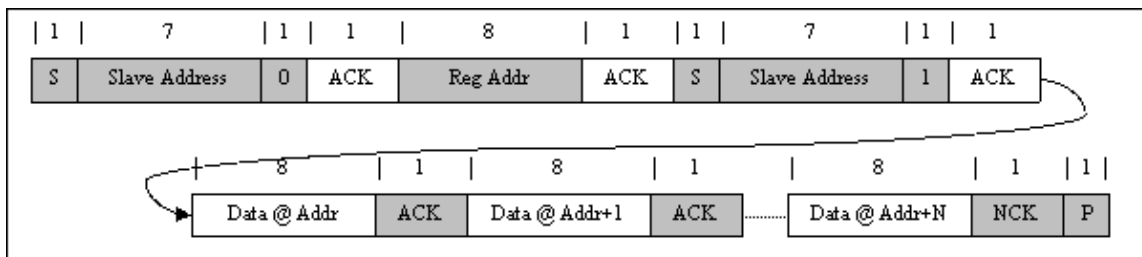 | 1 | 7 | 1 | 1 | 8 | 1 | 1 | 7 | 1 | 1
S Slave Address 0 ACK Reg Addr ACK S Slave Address 1 ACK
| 8 | 1 | 8 | 1 | 8 | 1 | 1 |
Data @ Addr ACK Data @ Addr+1 ACK ......... Data @ Addr+N NCK P